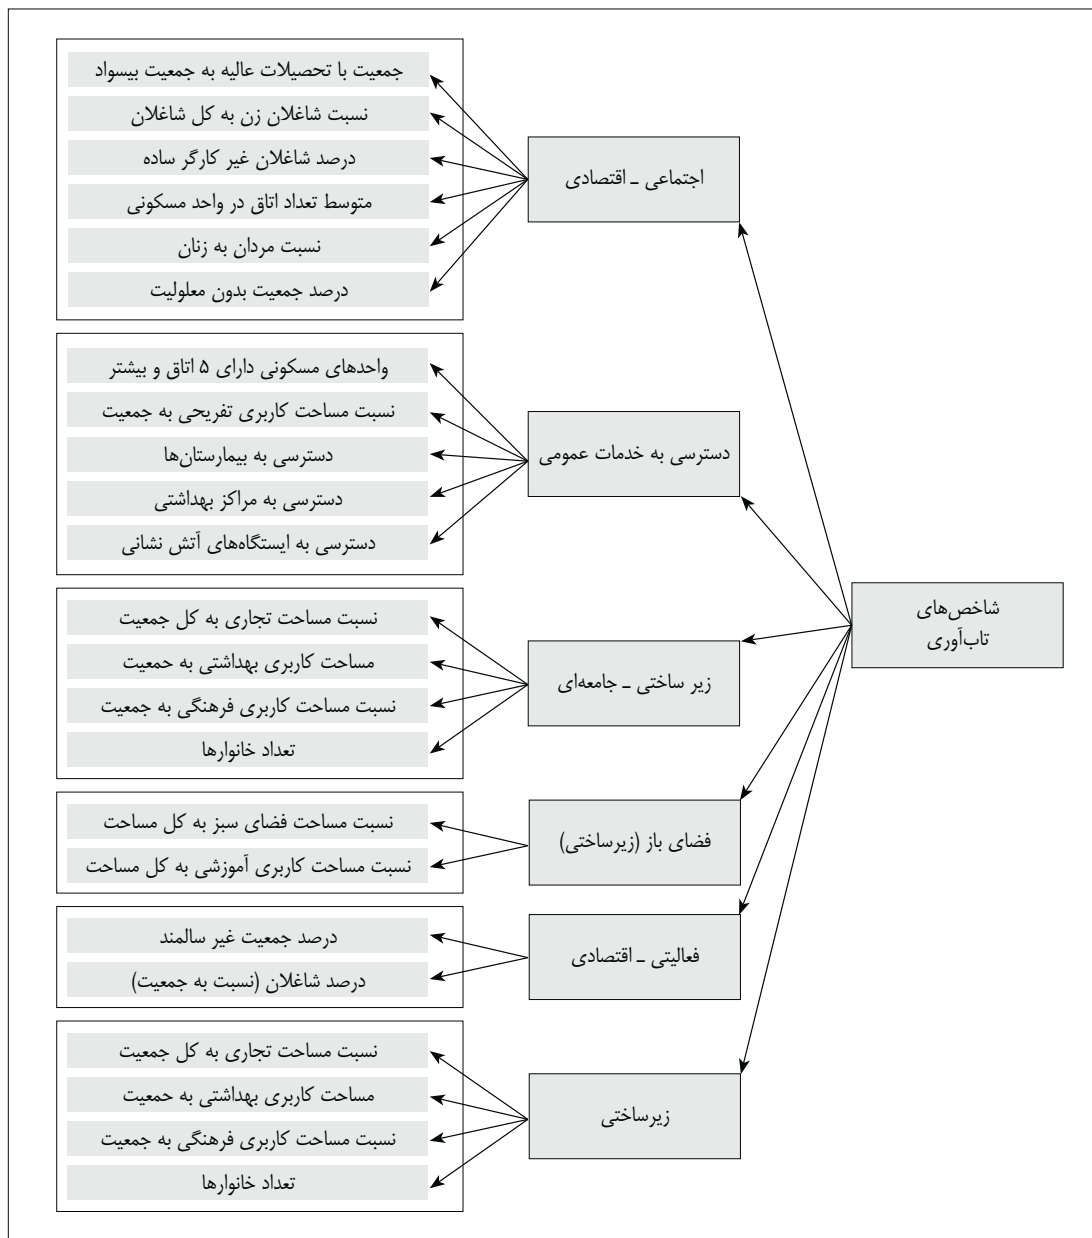 شاخص‌های
تاب‌آوری
اجتماعی ـ اقتصادی
جمعیت با تحصیلات عالیه به جمعیت بیسواد
نسبت شاغلان زن به کل شاغلان
درصد شاغلان غیر کارگر ساده
متوسط تعداد اتاق در واحد مسکونی
نسبت مردان به زنان
درصد جمعیت بدون معلولیت
دسترسی به خدمات عمومی
واحدهای مسکونی دارای ۵ اتاق و بیشتر
نسبت مساحت کاربری تفریحی به جمعیت
دسترسی به بیمارستان‌ها
دسترسی به مراکز بهداشتی
دسترسی به ایستگاه‌های آتش نشانی
زیر ساختی ـ جامعه‌ای
نسبت مساحت تجاری به کل جمعیت
مساحت کاربری بهداشتی به حمعیت
نسبت مساحت کاربری فرهنگی به جمعیت
تعداد خانوارها
فضای باز (زیرساختی)
نسبت مساحت فضای سبز به کل مساحت
نسبت مساحت کاربری آموزشی به کل مساحت
فعالیتی ـ اقتصادی
درصد جمعیت غیر سالمند
درصد شاغلان (نسبت به جمعیت)
زیرساختی
نسبت مساحت تجاری به کل جمعیت
مساحت کاربری بهداشتی به حمعیت
نسبت مساحت کاربری فرهنگی به جمعیت
تعداد خانوارها